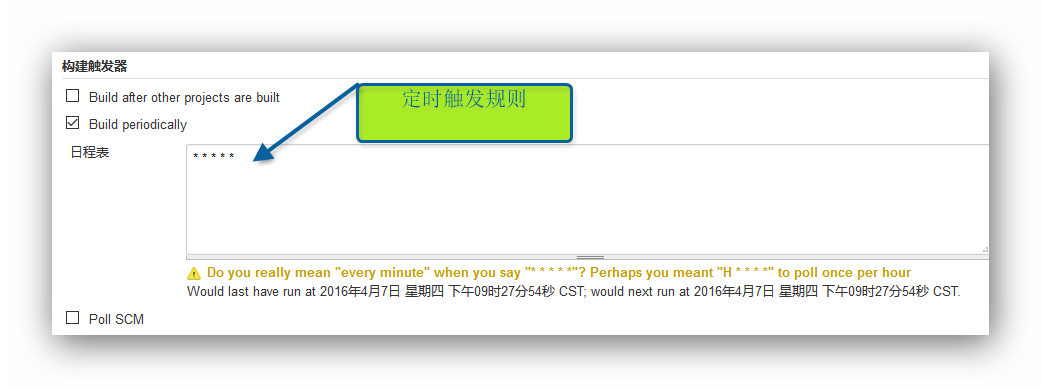 构建触发器
Build after other projects are built
定时触发规则
Build periodically
日程表
* * * * *
Do you really mean "every minute" when you say "* * * * *"? Perhaps you meant "H * * * *" to poll once per hour
Would last have run at 2016年4月7日 星期四 下午09时27分54秒 CST; would next run at 2016年4月7日 星期四 下午09时27分54秒 CST.
Poll SCM